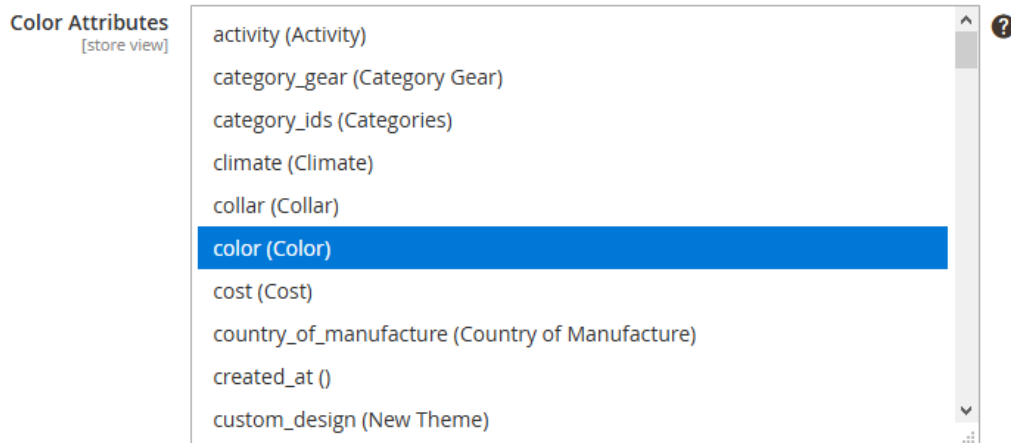 Color Attributes
[store view]
activity (Activity)
category_gear (Category Gear)
category_ids (Categories)
climate (Climate)
collar (Collar)
color (Color)
cost (Cost)
country_of_manufacture (Country of Manufacture)
created_at ()
custom_design (New Theme)
?